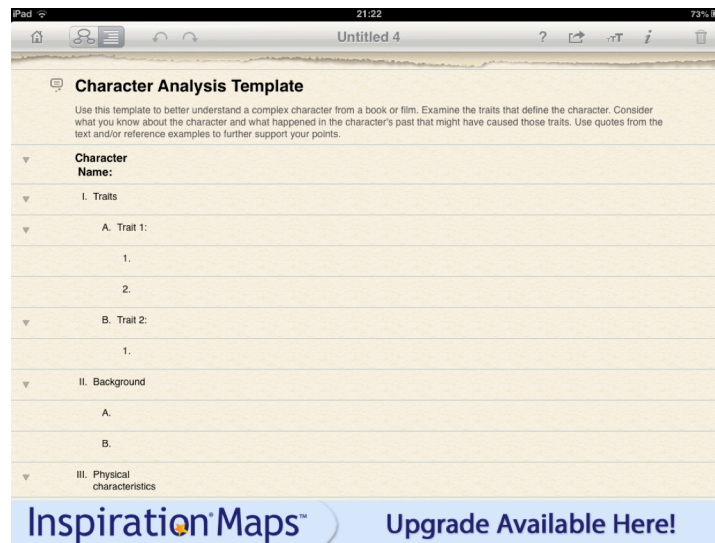 iPad 21:22 73%
Untitled 4 ? TT i
Character Analysis Template
Use this template to better understand a complex character from a book or film. Examine the traits that define the character. Consider
what you know about the character and what happened in the character's past that might have caused those traits. Use quotes from the
text and/or reference examples to further support your points.
Character
Name:
I. Traits
A. Trait 1:
1.
2.
B. Trait 2:
1.
II. Background
A.
B.
III. Physical
characteristics
Inspiration® Maps™ Upgrade Available Here!